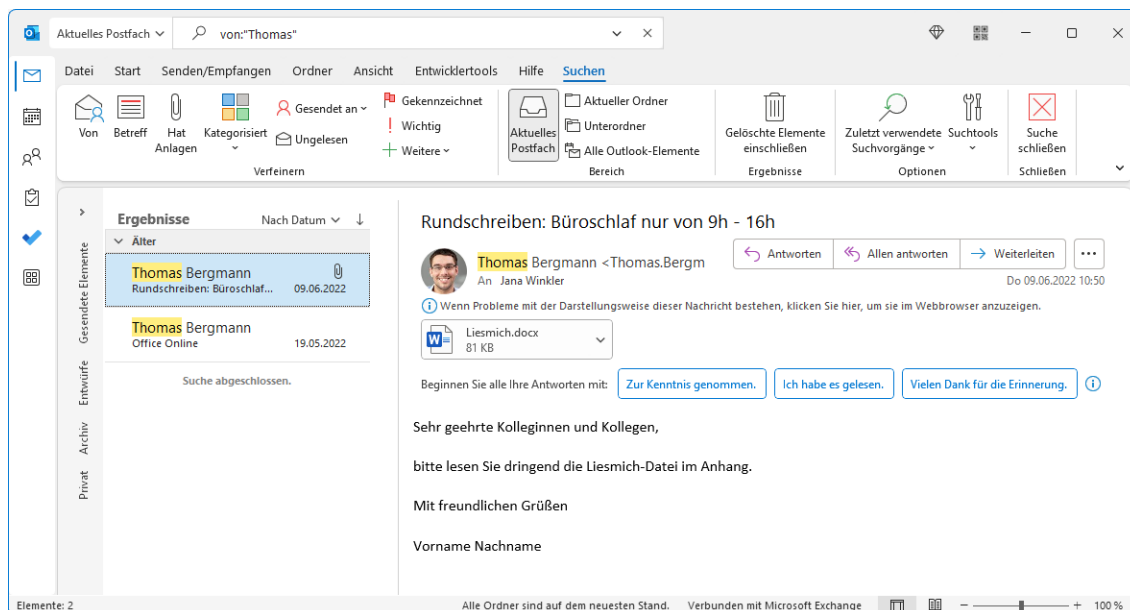 Aktuelles Postfach
von:"Thomas"
Datei Start Senden/Empfangen Ordner Ansicht Entwicklertools Hilfe Suchen
Von
Betreff
Hat
Anlagen
Kategorisiert
Gesendet an
Ungelesen
Gekennzeichnet
Wichtig
Weitere
Verfeinern
Aktuelles
Postfach
Aktueller Ordner
Unterordner
Alle Outlook-Elemente
Bereich
Gelöschte Elemente
einschließen
Ergebnisse
Zuletzt verwendete
Suchvorgänge
Suchtools
Optionen
Suche
schließen
Schließen
Gesendete Elemente
Entwürfe
Archiv
Privat
Ergebnisse
Nach Datum
Älter
Thomas Bergmann
Rundschreiben: Büroschlaf... 09.06.2022
Thomas Bergmann
Office Online 19.05.2022
Suche abgeschlossen.
Rundschreiben: Büroschlaf nur von 9h - 16h
Thomas Bergmann <Thomas.Bergm
An Jana Winkler
Antworten
Allen antworten
Weiterleiten
Do 09.06.2022 10:50
Wenn Probleme mit der Darstellungsweise dieser Nachricht bestehen, klicken Sie hier, um sie im Webbrowser anzuzeigen.
W
Liesmich.docx
81 KB
Beginnen Sie alle Ihre Antworten mit: Zur Kenntnis genommen. Ich habe es gelesen. Vielen Dank für die Erinnerung.
Sehr geehrte Kolleginnen und Kollegen,
bitte lesen Sie dringend die Liesmich-Datei im Anhang.
Mit freundlichen Grüßen
Vorname Nachname
Elemente: 2 Alle Ordner sind auf dem neuesten Stand. Verbunden mit Microsoft Exchange 100 %